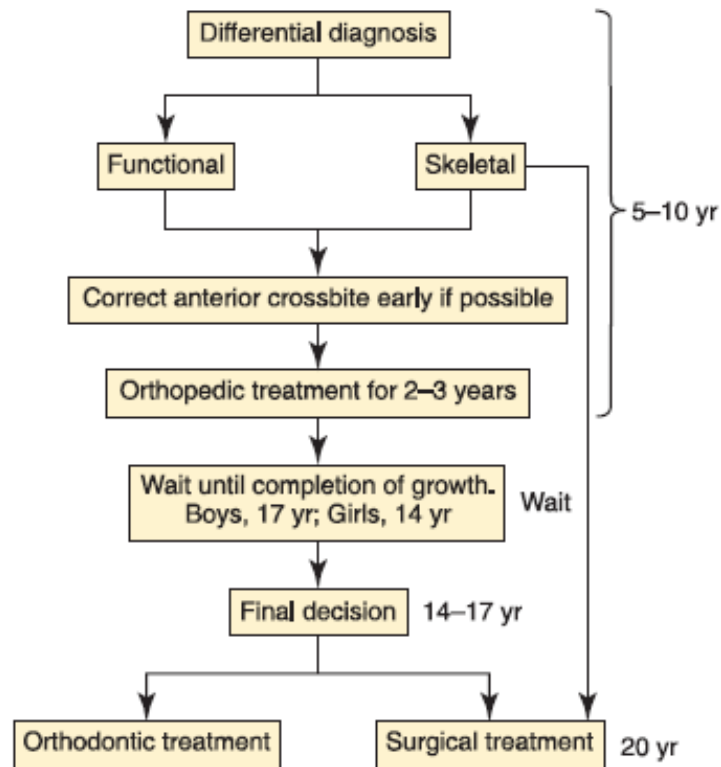 Differential diagnosis
Functional
Skeletal
5–10 yr
Correct anterior crossbite early if possible
Orthopedic treatment for 2–3 years
Wait until completion of growth.
Boys, 17 yr; Girls, 14 yr
Wait
Final decision
14–17 yr
Orthodontic treatment
Surgical treatment
20 yr